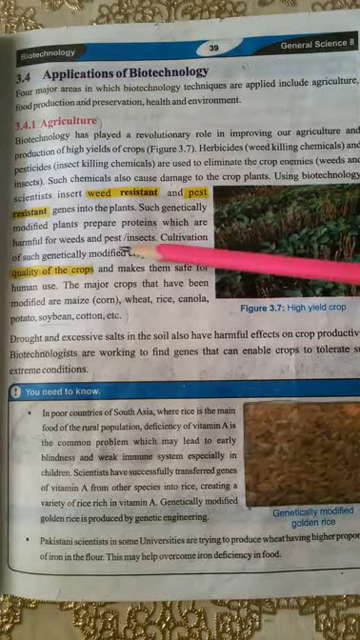 Biotechnology
39
General Science 8
3.4 Applications of Biotechnology
Four major areas in which biotechnology techniques are applied include agriculture,
food production and preservation, health and environment.
3.4.1 Agriculture
Biotechnology has played a revolutionary role in improving our agriculture and
production of high yields of crops (Figure 3.7). Herbicides (weed killing chemicals) and
pesticides (insect killing chemicals) are used to eliminate the crop enemies (weeds and
insects). Such chemicals also cause damage to the crop plants. Using biotechnology
scientists insert weed resistant and pest
resistant genes into the plants. Such genetically
modified plants prepare proteins which are
harmful for weeds and pest /insects. Cultivation
of such genetically modified
quality of the crops and makes them safe for
human use. The major crops that have been
modified are maize (corn), wheat, rice, canola,
potato, soybean, cotton, etc.
Figure 3.7: High yield crop
Drought and excessive salts in the soil also have harmful effects on crop productiv
Biotechnologists are working to find genes that can enable crops to tolerate su
extreme conditions.
! You need to know.
• In poor countries of South Asia, where rice is the main
food of the rural population, deficiency of vitamin A is
the common problem which may lead to early
blindness and weak immune system especially in
children. Scientists have successfully transferred genes
of vitamin A from other species into rice, creating a
variety of rice rich in vitamin A. Genetically modified
golden rice is produced by genetic engineering.
Genetically modified
golden rice
• Pakistani scientists in some Universities are trying to produce wheat having higher propor
of iron in the flour. This may help overcome iron deficiency in food.